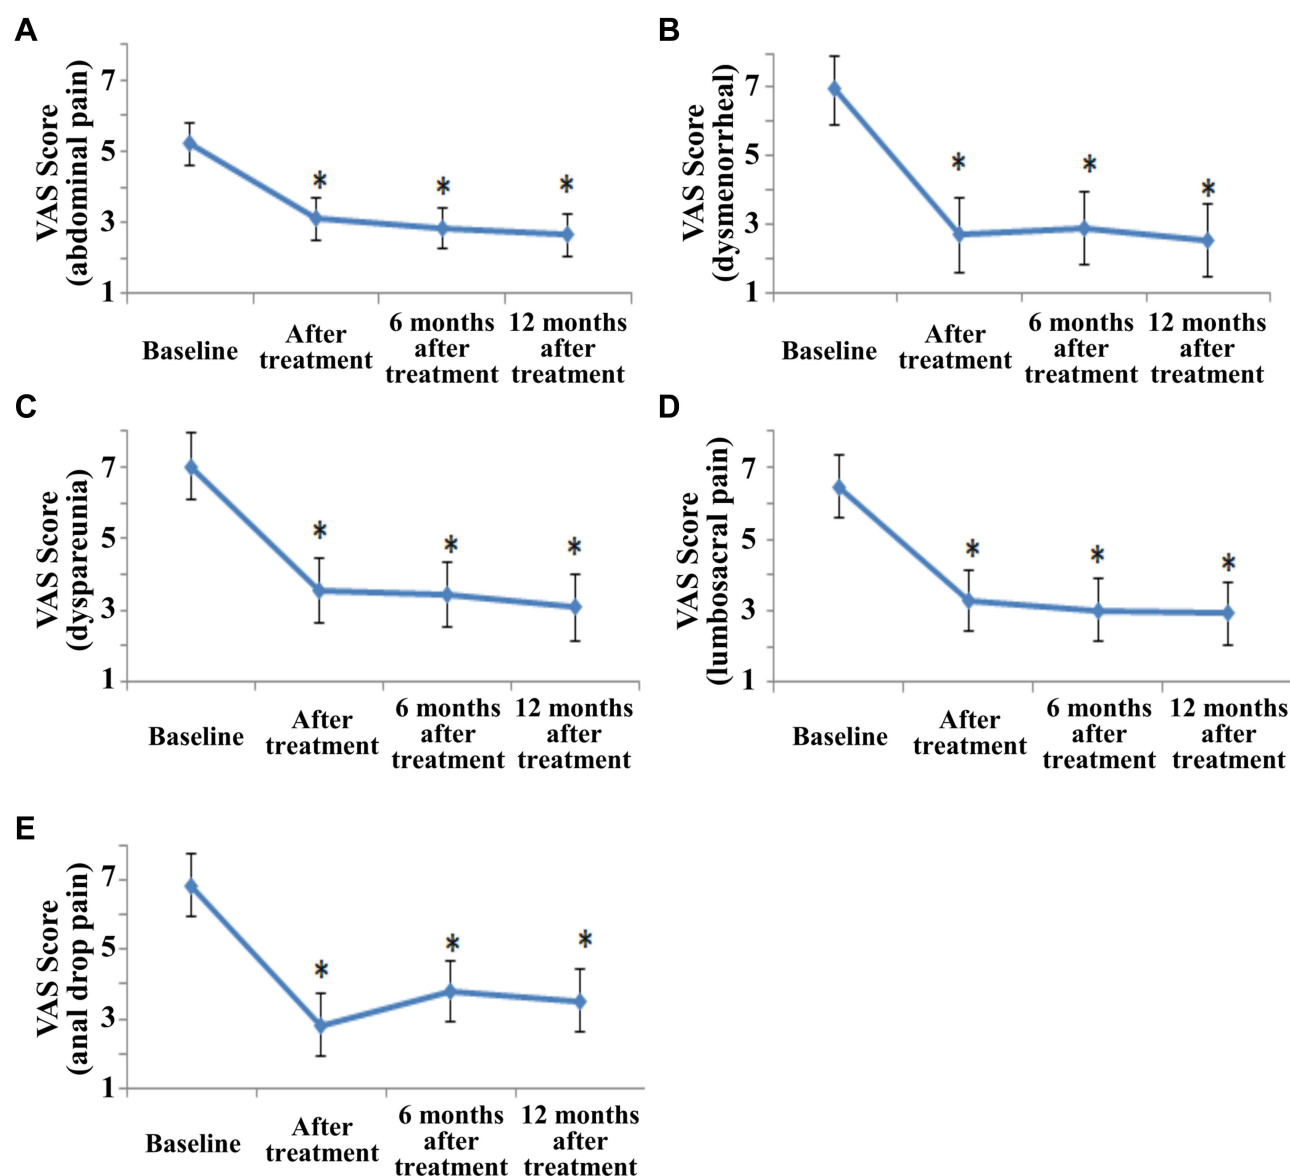 A
VAS Score
(abdominal pain)
7
5
3
1
*
*
*
Baseline
After
treatment
6 months
after
treatment
12 months
after
treatment
B
VAS Score
(dysmenorrheal)
7
5
3
1
*
*
*
Baseline
After
treatment
6 months
after
treatment
12 months
after
treatment
C
VAS Score
(dyspareunia)
7
5
3
1
*
*
*
Baseline
After
treatment
6 months
after
treatment
12 months
after
treatment
D
VAS Score
(lumbosacral pain)
7
5
3
1
*
*
*
Baseline
After
treatment
6 months
after
treatment
12 months
after
treatment
E
VAS Score
(anal drop pain)
7
5
3
1
*
*
*
Baseline
After
treatment
6 months
after
treatment
12 months
after
treatment